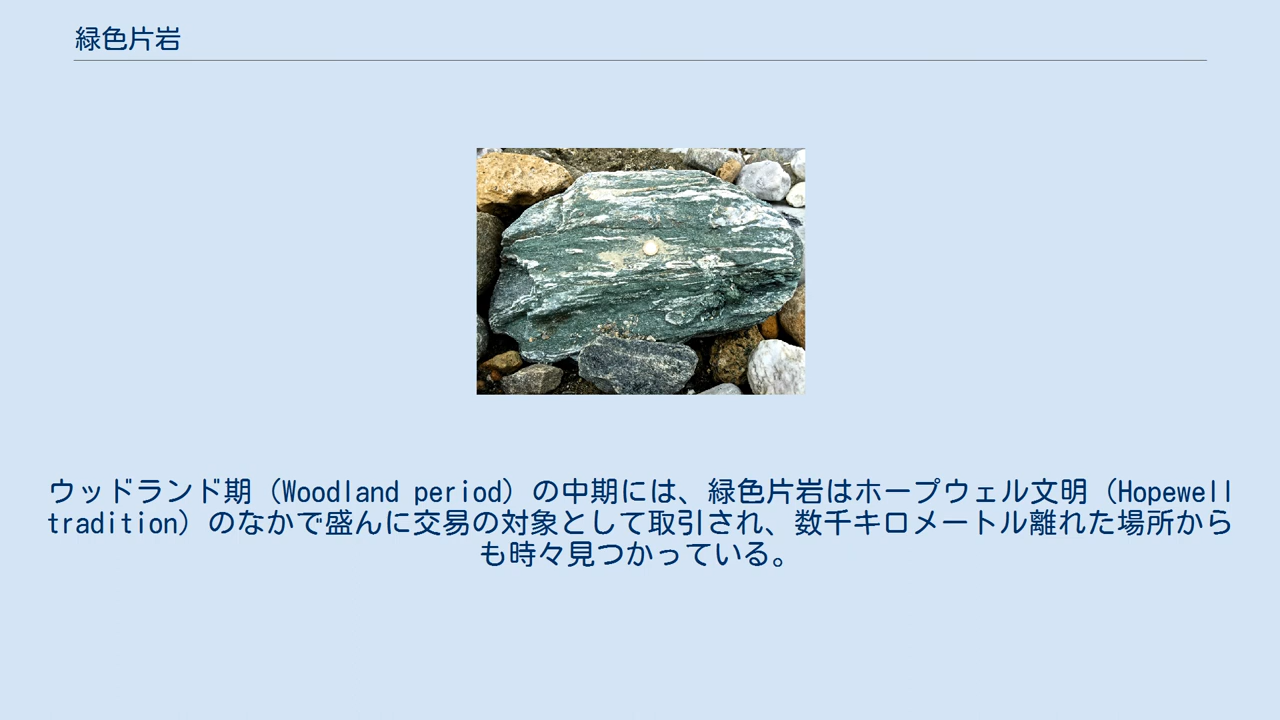 緑色片岩
ウッドランド期（Woodland period）の中期には、緑色片岩はホープウェル文明（Hopewell
tradition）のなかで盛んに交易の対象として取引され、数千キロメートル離れた場所から
も時々見つかっている。